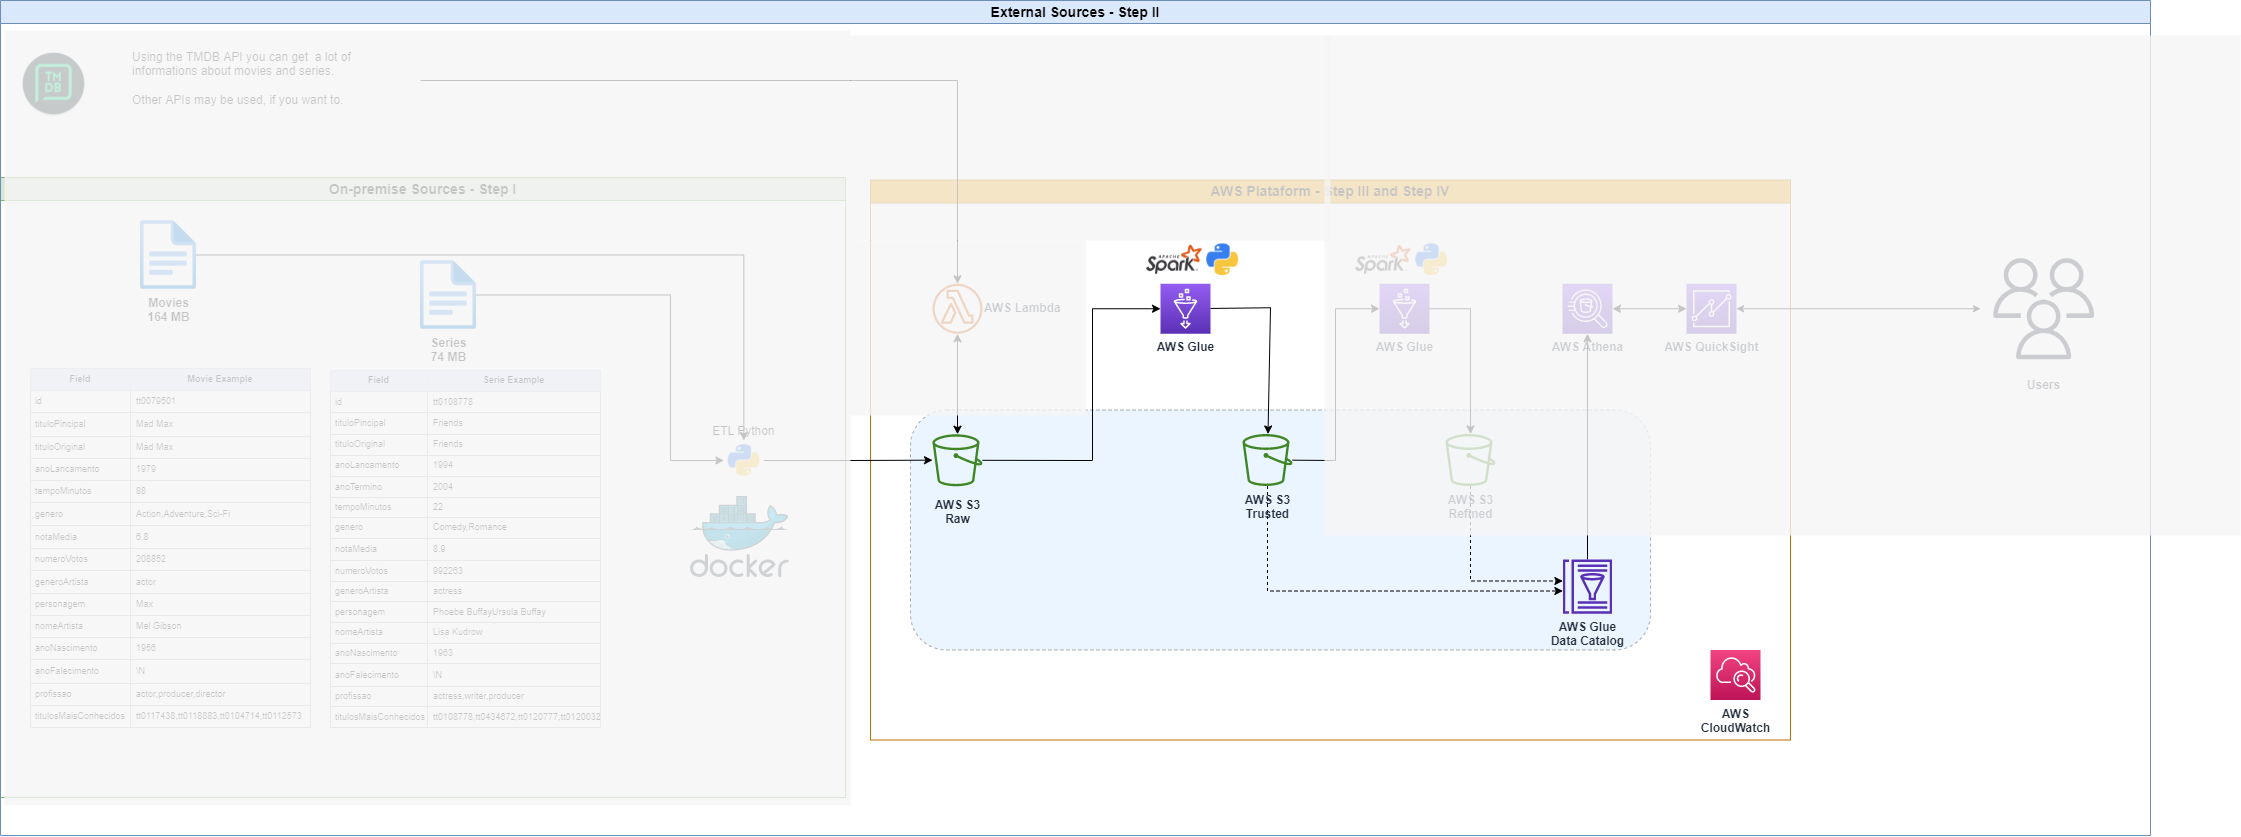 External Sources - Step II
TM
DB
Using the TMDB API you can get  a lot of
informations about movies and series.
Other APIs may be used, if you want to.
On-premise Sources - Step I
Movies
164 MB
Series
74 MB
Field Movie Example
id tt0079501
tituloPincipal Mad Max
tituloOriginal Mad Max
anoLancamento 1979
tempoMinutos 88
genero Action,Adventure,Sci-Fi
notaMedia 6.8
numeroVotos 208852
generoArtista actor
personagem Max
nomeArtista Mel Gibson
anoNascimento 1956
anoFalecimento \N
profissao actor,producer,director
titulosMaisConhecidos tt0117438,tt0118883,tt0104714,tt0112573
Field Serie Example
id tt0108778
tituloPincipal Friends
tituloOriginal Friends
anoLancamento 1994
anoTermino 2004
tempoMinutos 22
genero Comedy,Romance
notaMedia 8.9
numeroVotos 992263
generoArtista actress
personagem Phoebe BuffayUrsula Buffay
nomeArtista Lisa Kudrow
anoNascimento 1963
anoFalecimento \N
profissao actress,writer,producer
titulosMaisConhecidos tt0108778,tt0434672,tt0120777,tt0120032
ETL Python
docker
AWS Plataform - Step III and Step IV
AWS Lambda
APACHE
Spark
AWS Glue
APACHE
Spark
AWS Glue
AWS Athena
AWS QuickSight
Users
AWS S3
Raw
AWS S3
Trusted
AWS S3
Refined
AWS Glue
Data Catalog
AWS
CloudWatch